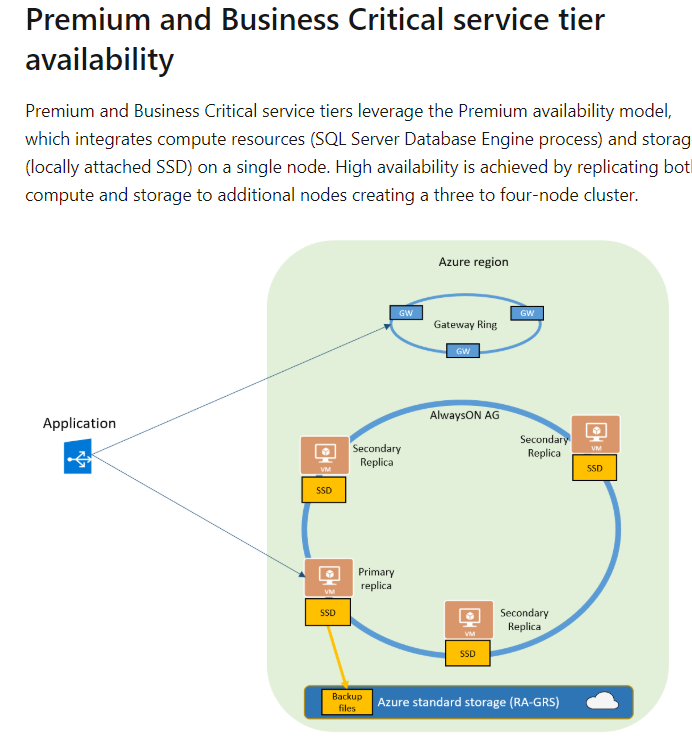 Premium and Business Critical service tier
availability
Premium and Business Critical service tiers leverage the Premium availability model,
which integrates compute resources (SQL Server Database Engine process) and storag
(locally attached SSD) on a single node. High availability is achieved by replicating bot
compute and storage to additional nodes creating a three to four-node cluster.
Azure region
GW
GW
Gateway Ring
GW
Application
AlwaysON AG
Secondary
Replica
VM
SSD
Secondary
Replica
VM
SSD
Primary
replica
VM
SSD
Secondary
Replica
VM
SSD
Backup
files
Azure standard storage (RA-GRS)